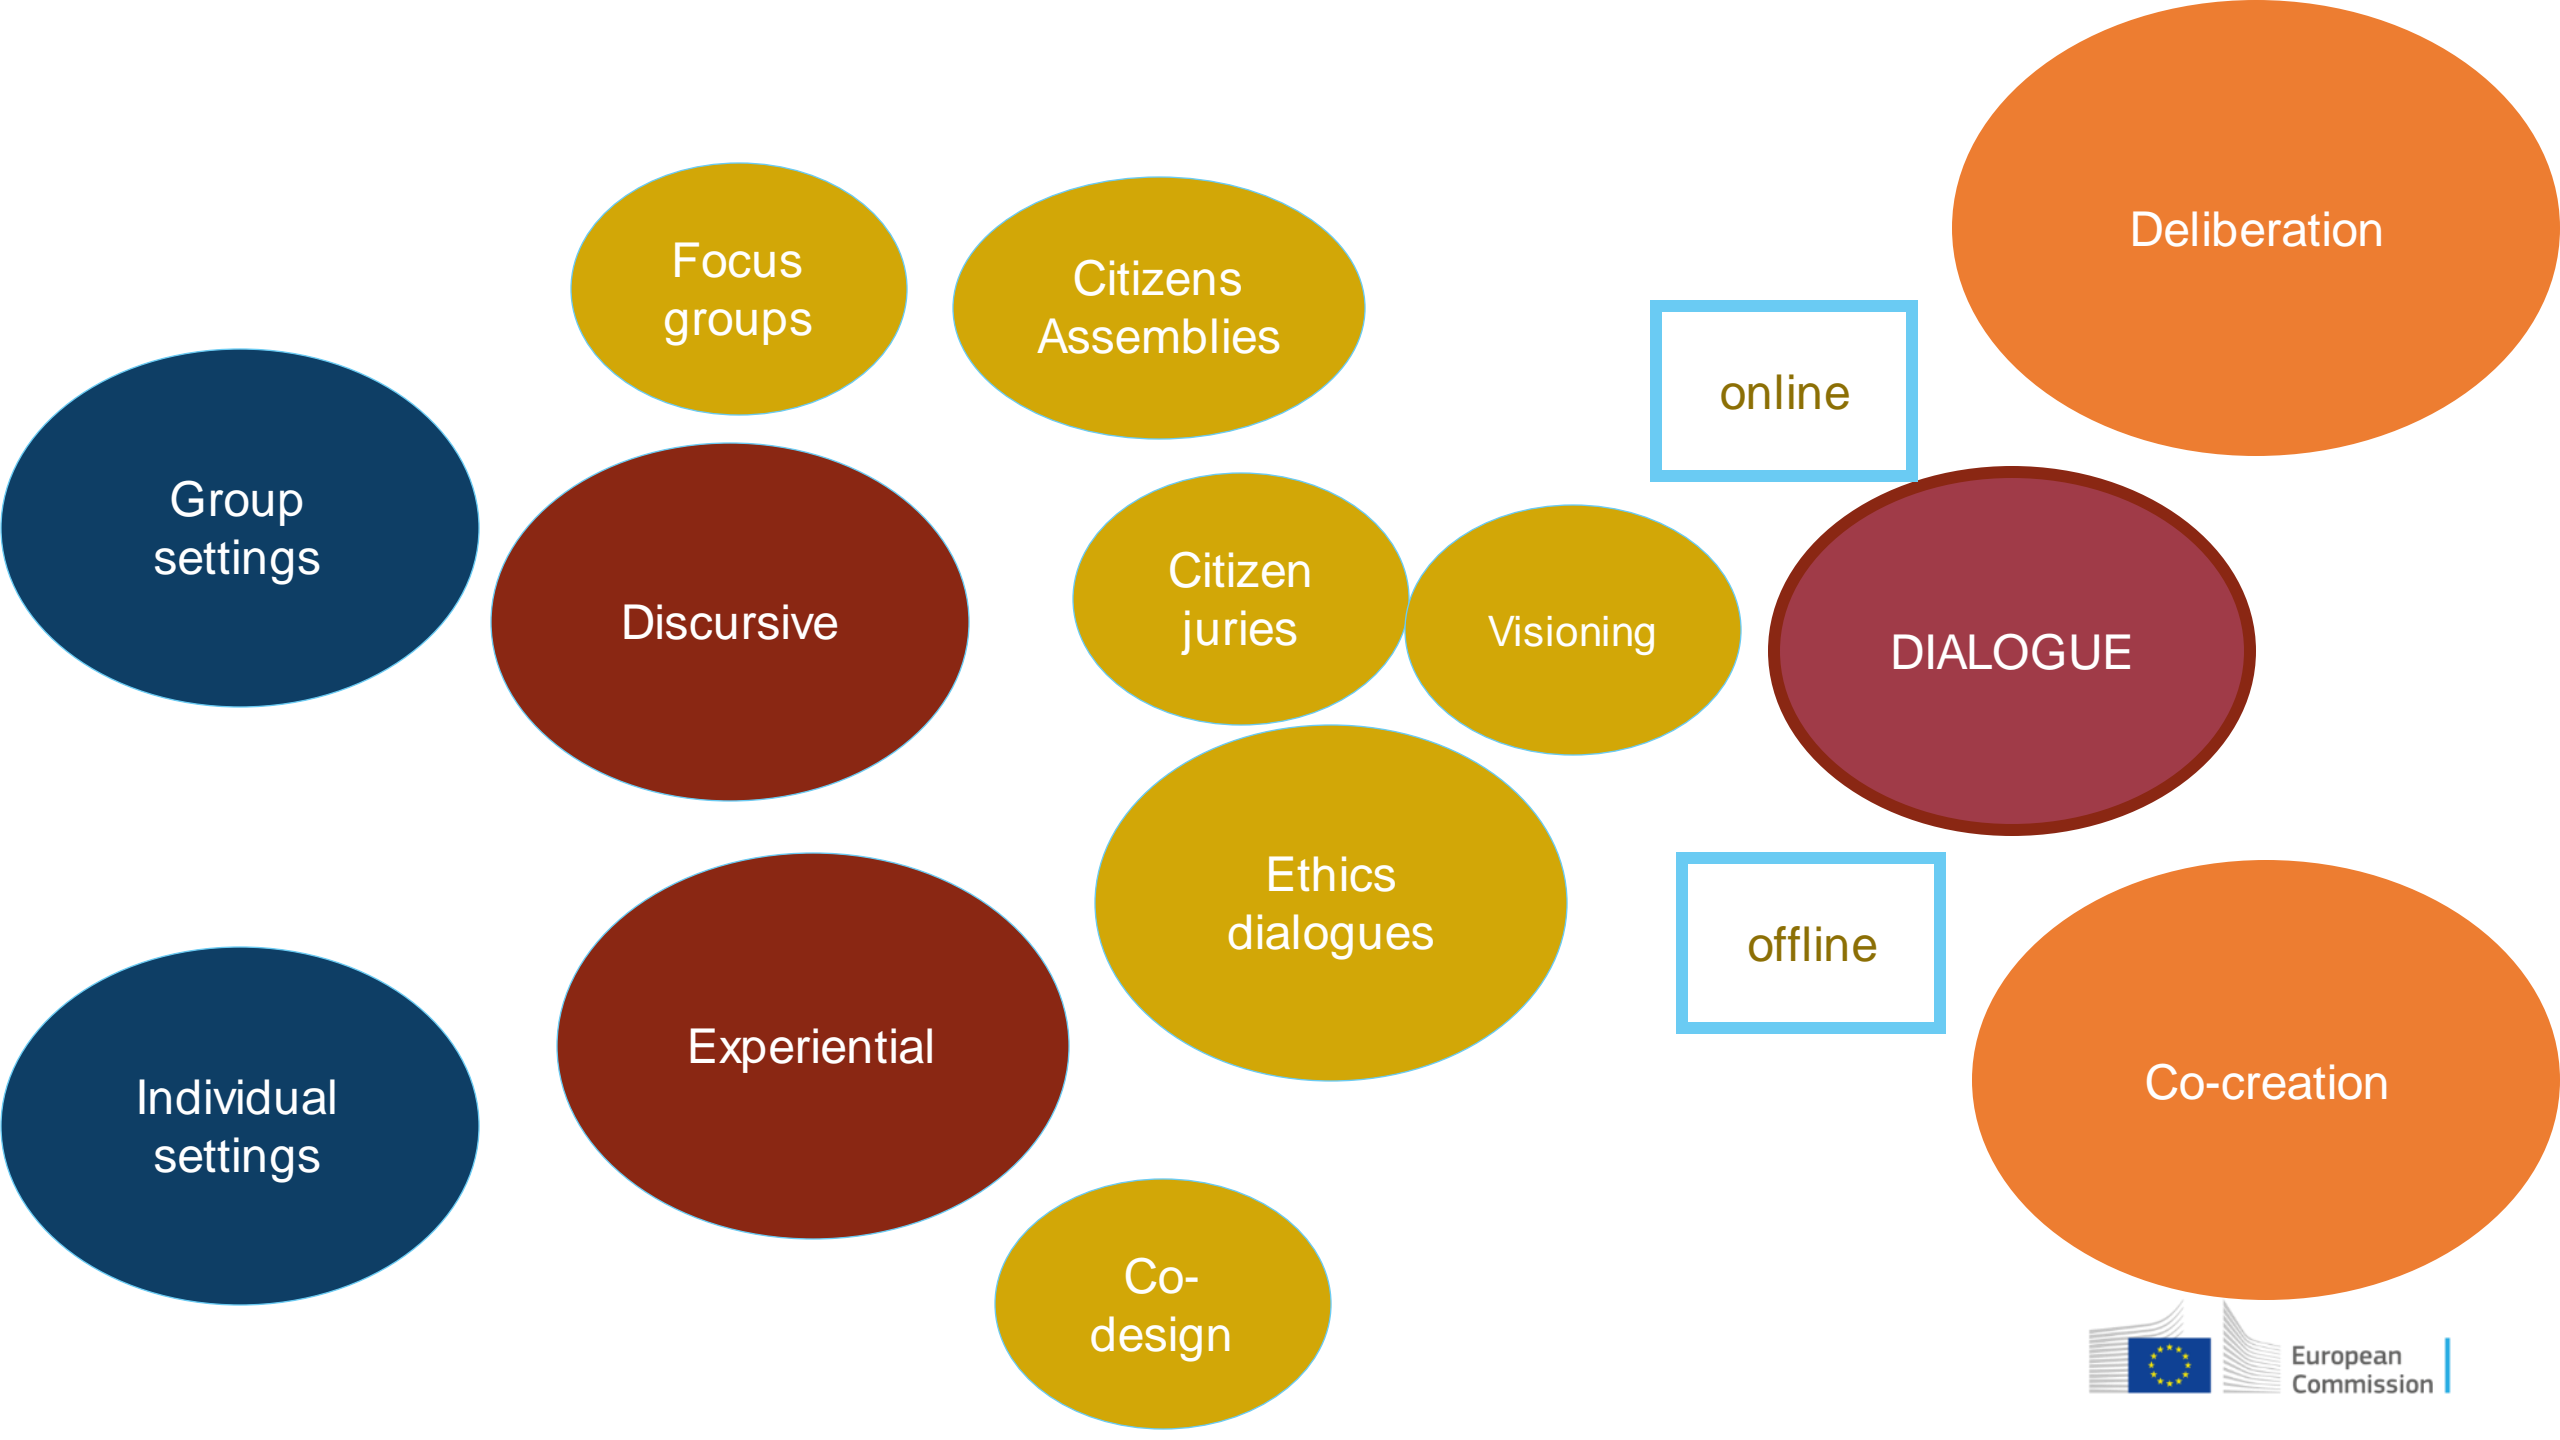 Deliberation
Focus
groups
Citizens
Assemblies
online
Group
settings
Discursive
Citizen
juries
Visioning
DIALOGUE
Ethics
dialogues
offline
Experiential
Individual
settings
Co-creation
Co-
design
European
Commission